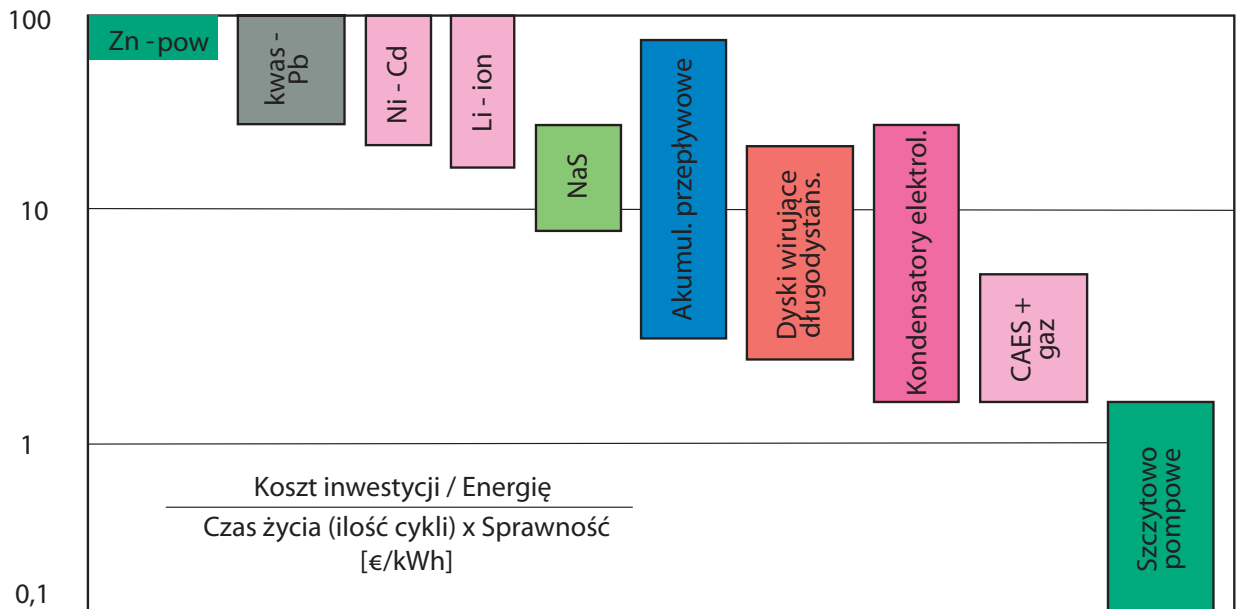 100
10
1
0,1
Zn - pow
kwas -
Pb
Ni - Cd
Li - ion
NaS
Akumul. przepływowe
Dyski wirujące
długodystans.
Kondensatory elektrol.
CAES +
gaz
Szczytowo
pompowe
Koszt inwestycji / Energię
Czas życia (ilość cykli) x Sprawność
[€/kWh]